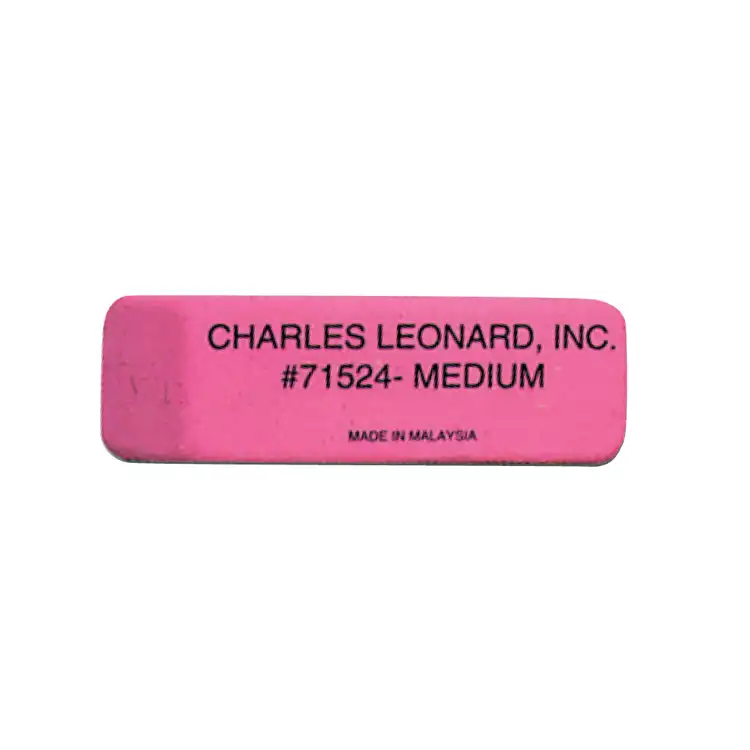 CHARLES LEONARD, INC.
#71524- MEDIUM
MADE IN MALAYSIA